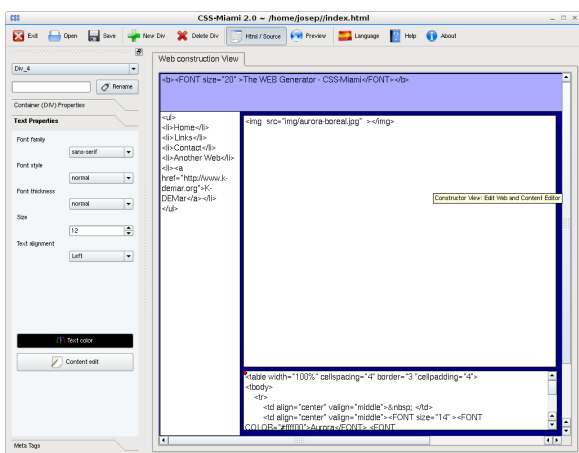 CSS
CSS-Miami 2.0 ~ /home/josep//index.html
Exit Open Save New Div Delete Div Html / Source Preview Language Help About
Div_4
Rename
Container (DIV) Properties
Text Properties
Font family
sans-serif
Font style
normal
Font thickness
normal
Size
12
Text alignment
Left
Text color
Content edit
Meta Tags
Web construction View
<b><FONT size="20" >The WEB Generator - CSS-Miami</FONT></b>
<ul>
<li>Home</li>
<li>Links</li>
<li>Contact</li>
<li>Another Web</li>
<li><a
href="http://www.k-
demar.org">K-
DEMar</a></li>
</ul>
<img src="img/aurora-boreal.jpg" ></img>
Constructor View: Edit Web and Content Editor
<table width="100%" cellspacing="4" border="3 "cellpadding="4">
<tbody>
<tr>
<td align="center" valign="middle">&nbsp; </td>
<td align="center" valign="middle"><FONT size="14" ><FONT
COLOR="#ffff00">Aurora</FONT> <FONT